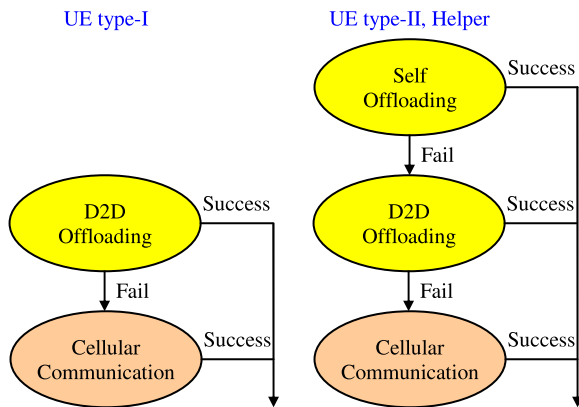 UE type-I
D2D
Offloading
Success
Fail
Cellular
Communication
Success
UE type-II, Helper
Self
Offloading
Success
Fail
D2D
Offloading
Success
Fail
Cellular
Communication
Success